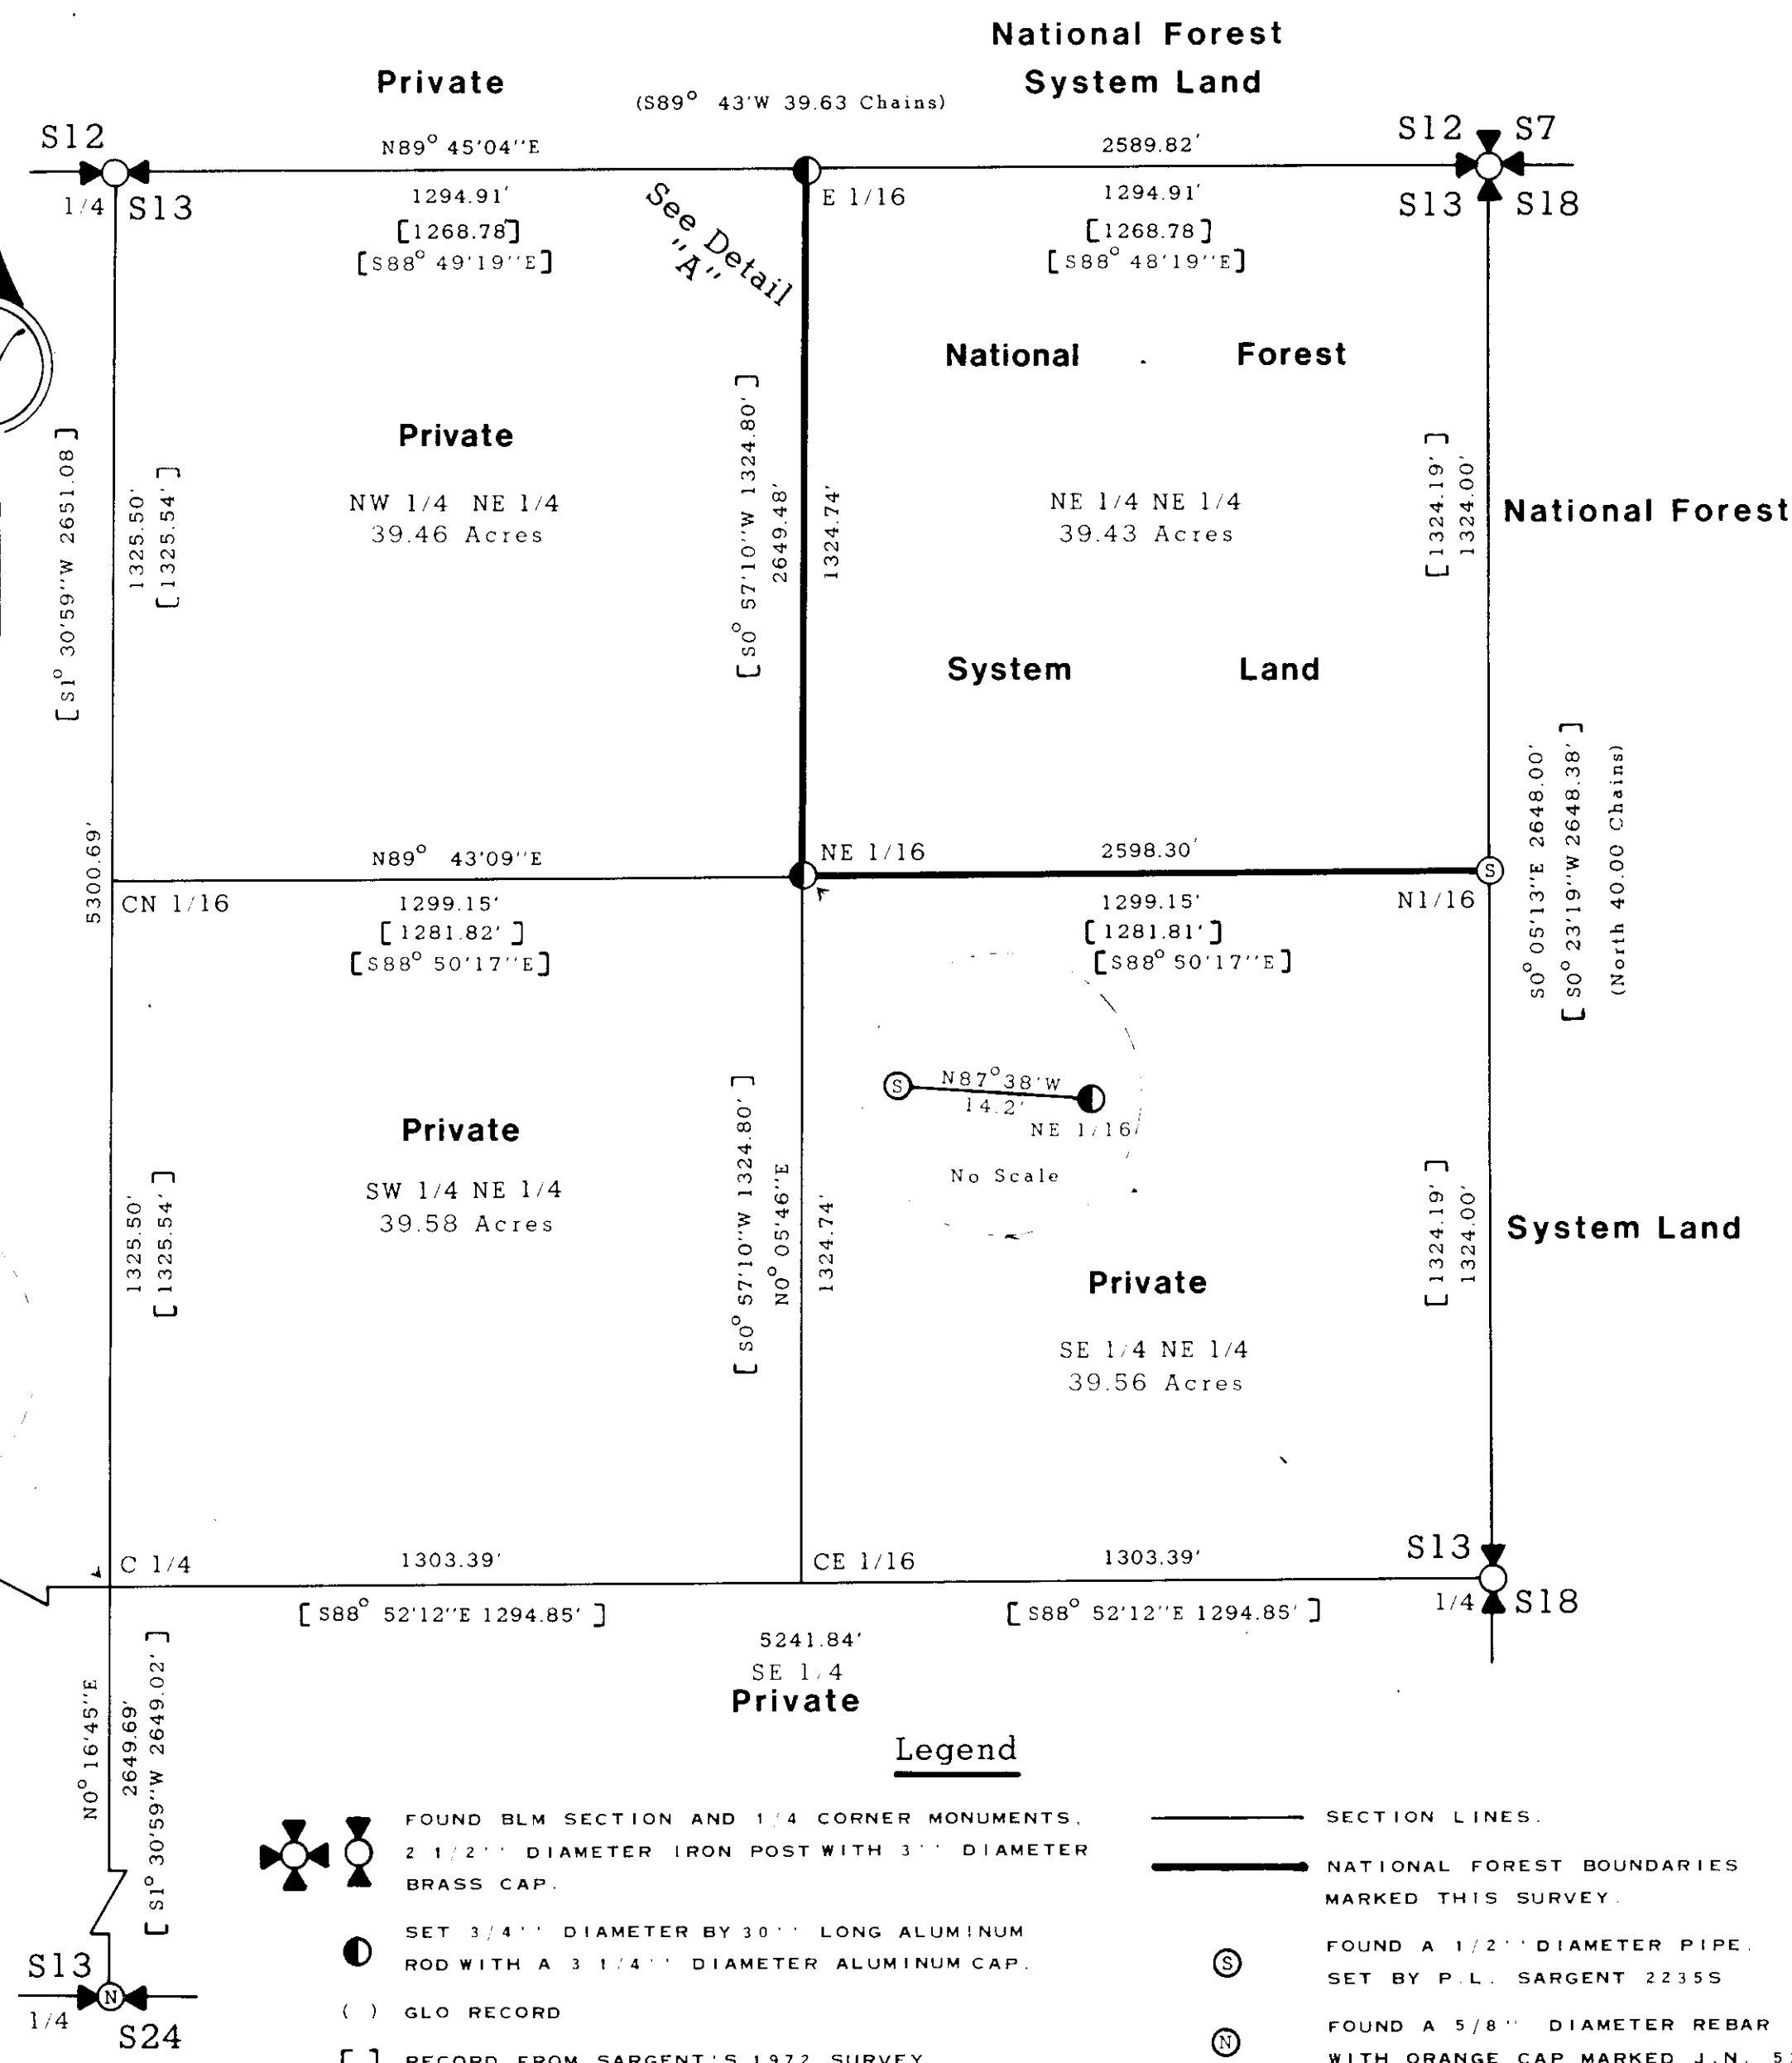 National Forest
System Land
Private
(S89° 43'W 39.63 Chains)
S12
S12
S7
N89° 45'04''E
2589.82'
1/4
S13
1294.91'
E 1/16
1294.91'
S13
S18
[1268.78]
[1268.78]
[S88° 49'19''E]
[S88° 48'19''E]
See Detail
"A"
National Forest
Private
NW 1/4 NE 1/4
39.46 Acres
NE 1/4 NE 1/4
39.43 Acres
National Forest
[S1° 30'59''W 2651.08]
1325.50'
[1325.54']
[S0° 57'10''W 1324.80']
2649.48'
1324.74'
[1324.19']
1324.00'
System Land
S0° 05'13''E 2648.00'
[S0° 23'19''W 2648.38']
(North 40.00 Chains)
5300.69'
N89° 43'09''E
NE 1/16
2598.30'
CN 1/16
1299.15'
1299.15'
N1/16
[1281.82']
[1281.81']
[S88° 50'17''E]
[S88° 50'17''E]
S
S
N87°38'W
14.2'
NE 1/16
No Scale
Private
SW 1/4 NE 1/4
39.58 Acres
1325.50'
[1325.54']
[S0° 57'10''W 1324.80']
N0° 05'46''E
1324.74'
[1324.19']
1324.00'
System Land
Private
SE 1/4 NE 1/4
39.56 Acres
C 1/4
1303.39'
CE 1/16
1303.39'
S13
[S88° 52'12''E 1294.85']
[S88° 52'12''E 1294.85']
1/4
S18
5241.84'
SE 1/4
Private
N0° 16'45''E
2649.69'
[S1° 30'59''W 2649.02']
S13
N
1/4
S24
Legend
FOUND BLM SECTION AND 1/4 CORNER MONUMENTS,
2 1/2'' DIAMETER IRON POST WITH 3'' DIAMETER
BRASS CAP.
SET 3/4'' DIAMETER BY 30'' LONG ALUMINUM
ROD WITH A 3 1/4'' DIAMETER ALUMINUM CAP.
( ) GLO RECORD
[ ] RECORD FROM SARGENT'S 1972 SURVEY
SECTION LINES.
NATIONAL FOREST BOUNDARIES
MARKED THIS SURVEY.
S
FOUND A 1/2'' DIAMETER PIPE,
SET BY P.L. SARGENT 2235S
N
FOUND A 5/8'' DIAMETER REBAR
WITH ORANGE CAP MARKED J.N.